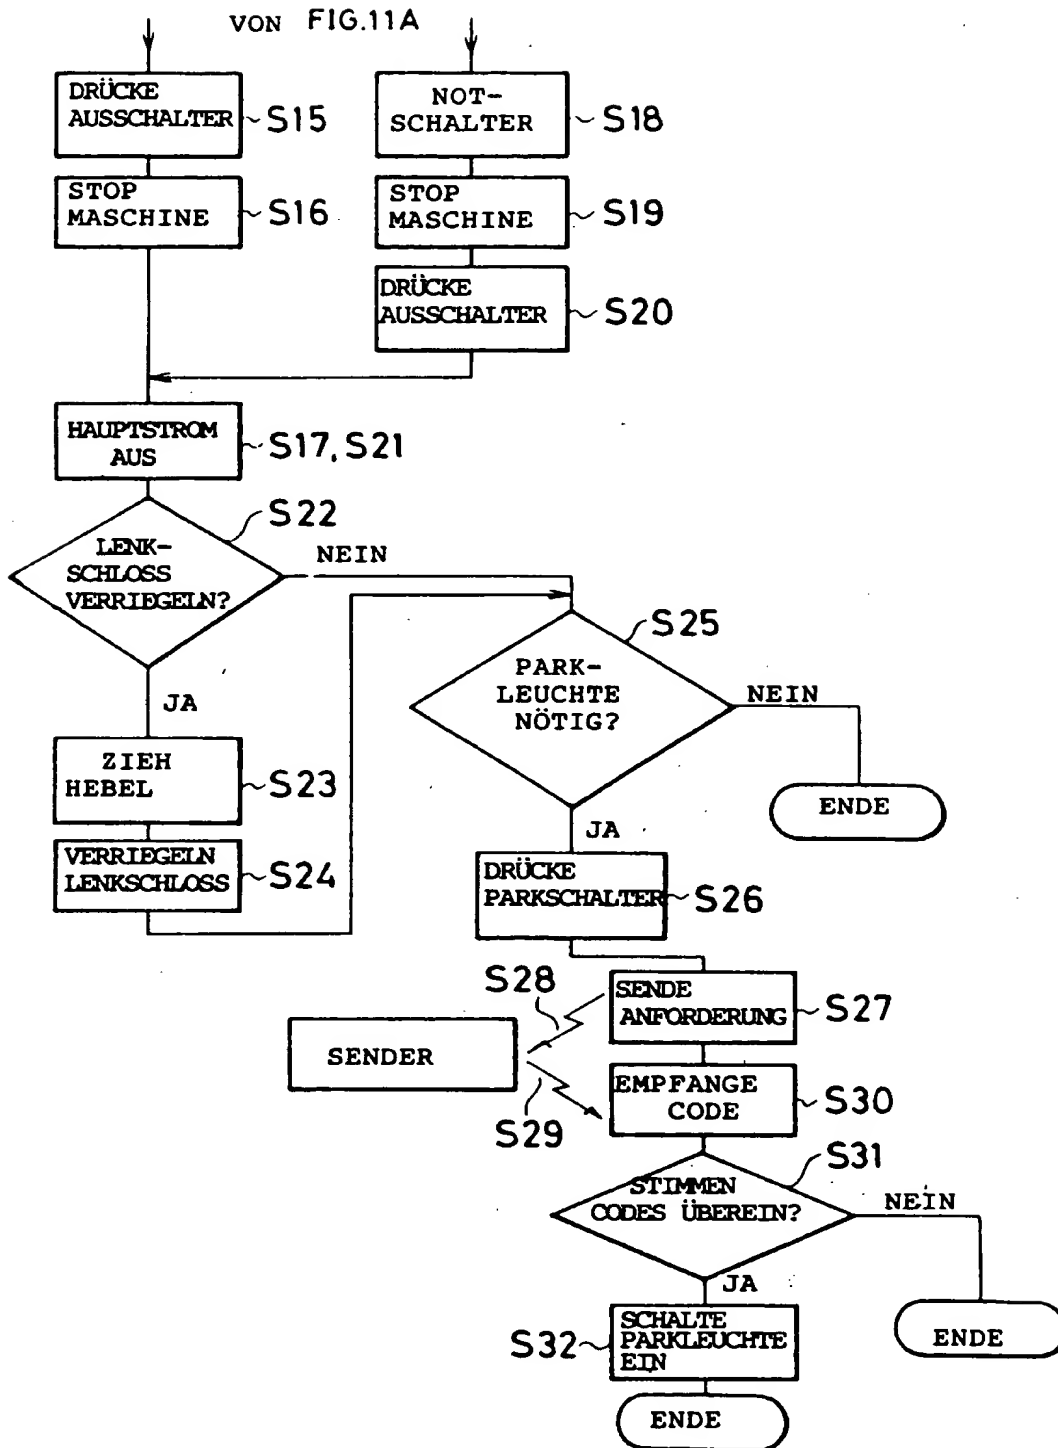 VON FIG.11A
DRÜCKE
AUSSCHALTER
S15
NOT-
SCHALTER
S18
STOP
MASCHINE
S16
STOP
MASCHINE
S19
DRÜCKE
AUSSCHALTER
S20
HAUPTSTROM
AUS
S17, S21
S22
LENK-
SCHLOSS
VERRIEGELN?
NEIN
JA
S25
PARK-
LEUCHTE
NÖTIG?
NEIN
ENDE
JA
ZIEH
HEBEL
S23
VERRIEGELN
LENKSCHLOSS
S24
DRÜCKE
PARKSCHALTER
S26
S28
SENDE
ANFORDERUNG
S27
SENDER
S29
EMPFANGE
CODE
S30
S31
STIMMEN
CODES ÜBEREIN?
NEIN
ENDE
JA
S32
SCHALTE
PARKLEUCHTE
EIN
ENDE